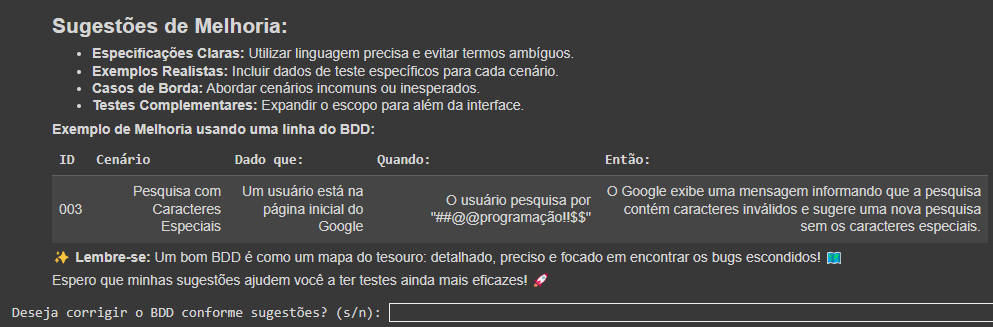 Sugestões de Melhoria:
• Especificações Claras: Utilizar linguagem precisa e evitar termos ambíguos.
• Exemplos Realistas: Incluir dados de teste específicos para cada cenário.
• Casos de Borda: Abordar cenários incomuns ou inesperados.
• Testes Complementares: Expandir o escopo para além da interface.
Exemplo de Melhoria usando uma linha do BDD:
ID Cenário Dado que: Quando: Então:
003
Pesquisa com
Caracteres
Especiais
Um usuário está na
página inicial do
Google
O usuário pesquisa por
"##@@programação!!$$"
O Google exibe uma mensagem informando que a pesquisa
contém caracteres inválidos e sugere uma nova pesquisa
sem os caracteres especiais.
✨ Lembre-se: Um bom BDD é como um mapa do tesouro: detalhado, preciso e focado em encontrar os bugs escondidos! 🗺️
Espero que minhas sugestões ajudem você a ter testes ainda mais eficazes! 🚀
Deseja corrigir o BDD conforme sugestões? (s/n):